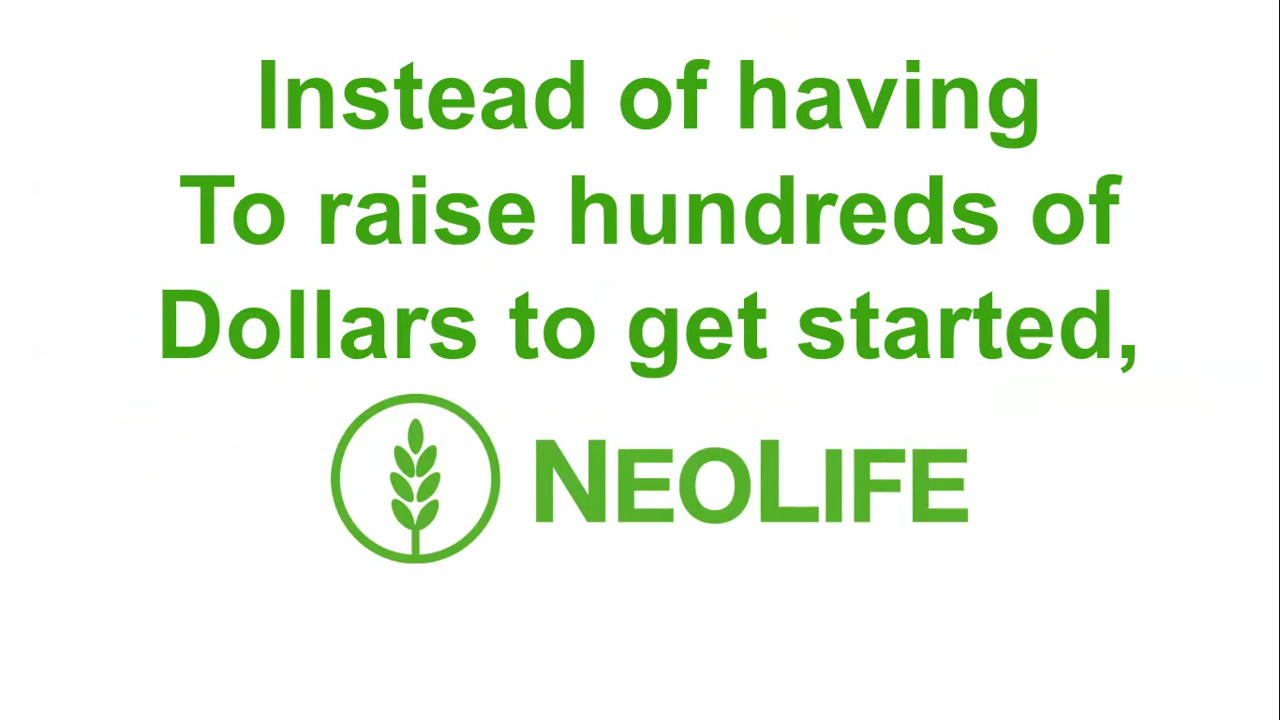 Instead of having
To raise hundreds of
Dollars to get started,
NEOLIFE